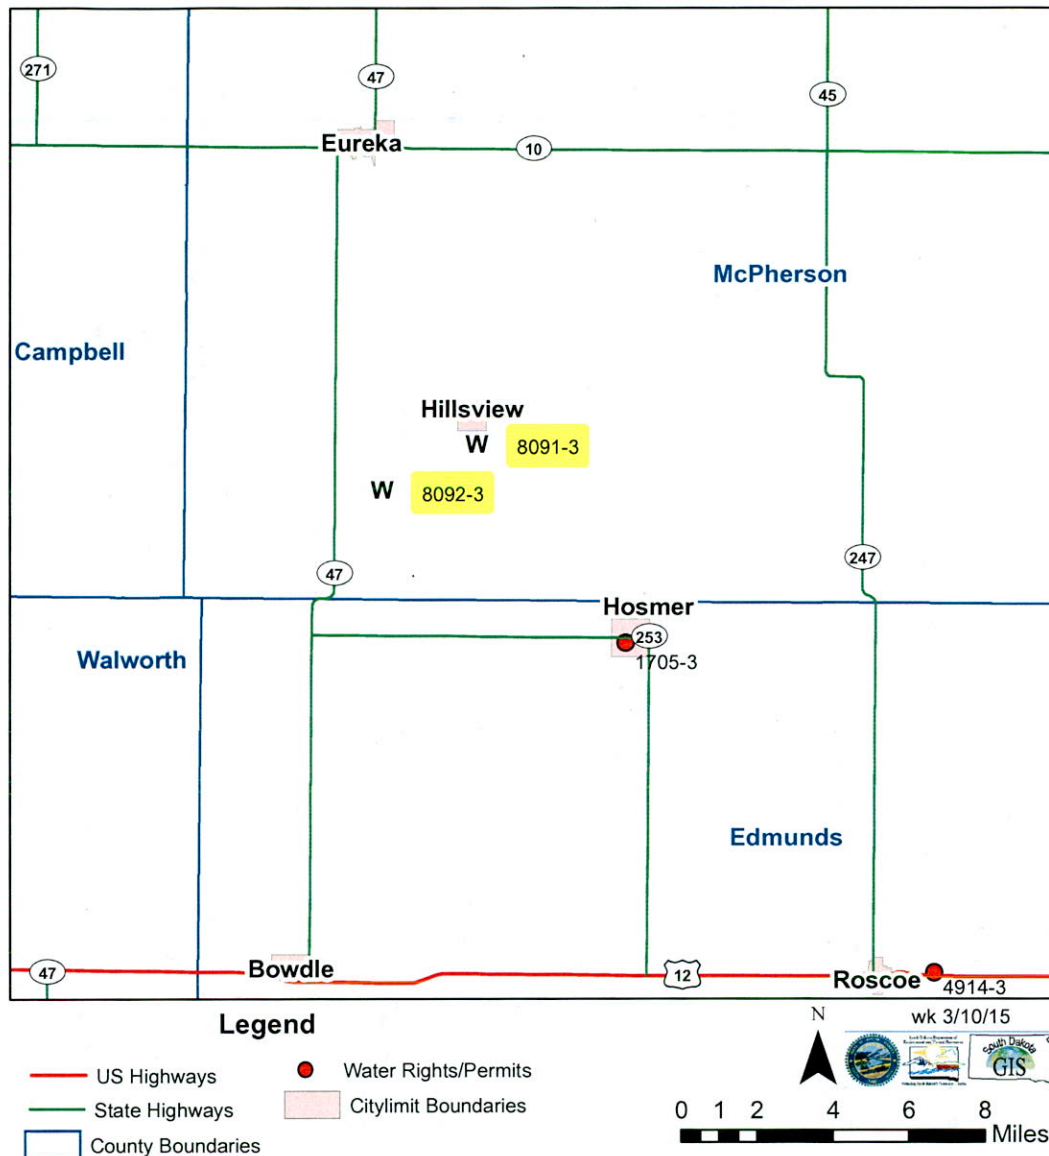 271
47
45
Eureka
10
McPherson
Campbell
Hillsview
W
8091-3
W
8092-3
47
247
Hosmer
253
1705-3
Walworth
Edmunds
47
Bowdle
12
Roscoe
4914-3
Legend
N
wk 3/10/15
US Highways
Water Rights/Permits
State Highways
Citylimit Boundaries
County Boundaries
South Dakota
GIS
0 1 2 4 6 8
Miles